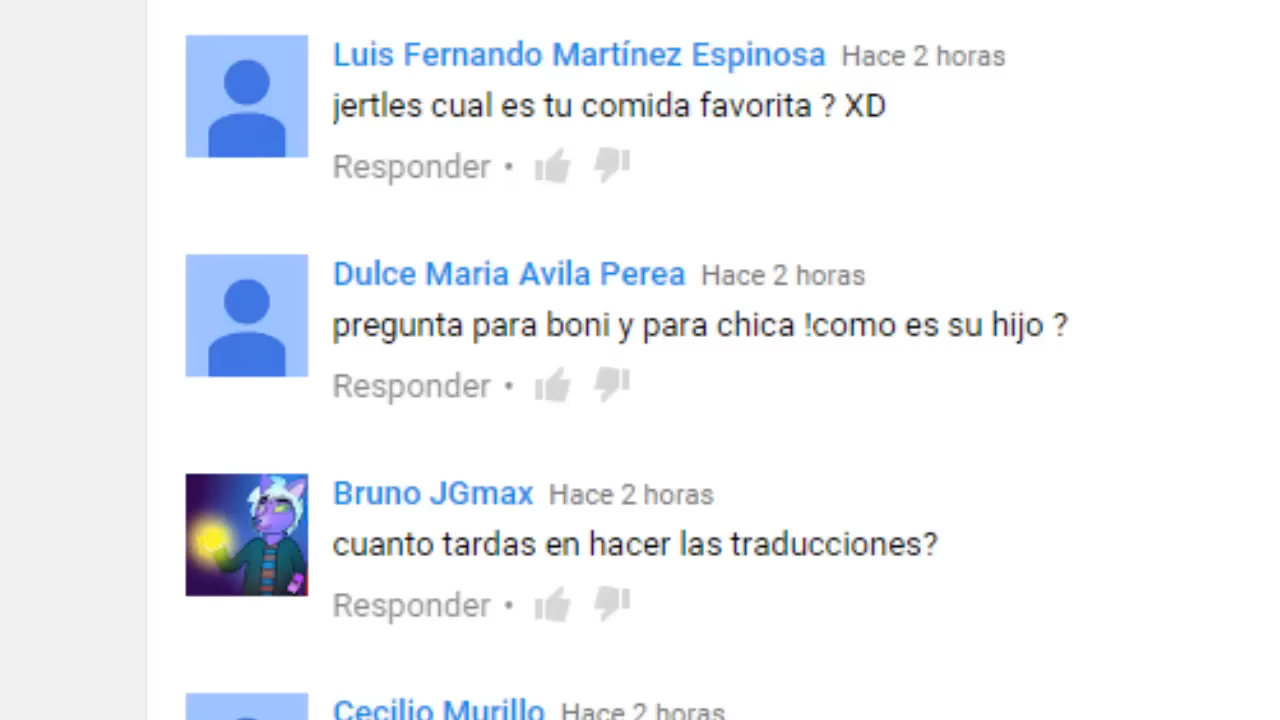 Luis Fernando Martínez Espinosa Hace 2 horas
jertles cual es tu comida favorita ? XD
Responder •
Dulce Maria Avila Perea Hace 2 horas
pregunta para boni y para chica !como es su hijo ?
Responder •
Bruno JGmax Hace 2 horas
cuanto tardas en hacer las traducciones?
Responder •
Cecilio Murillo Hace 2 horas